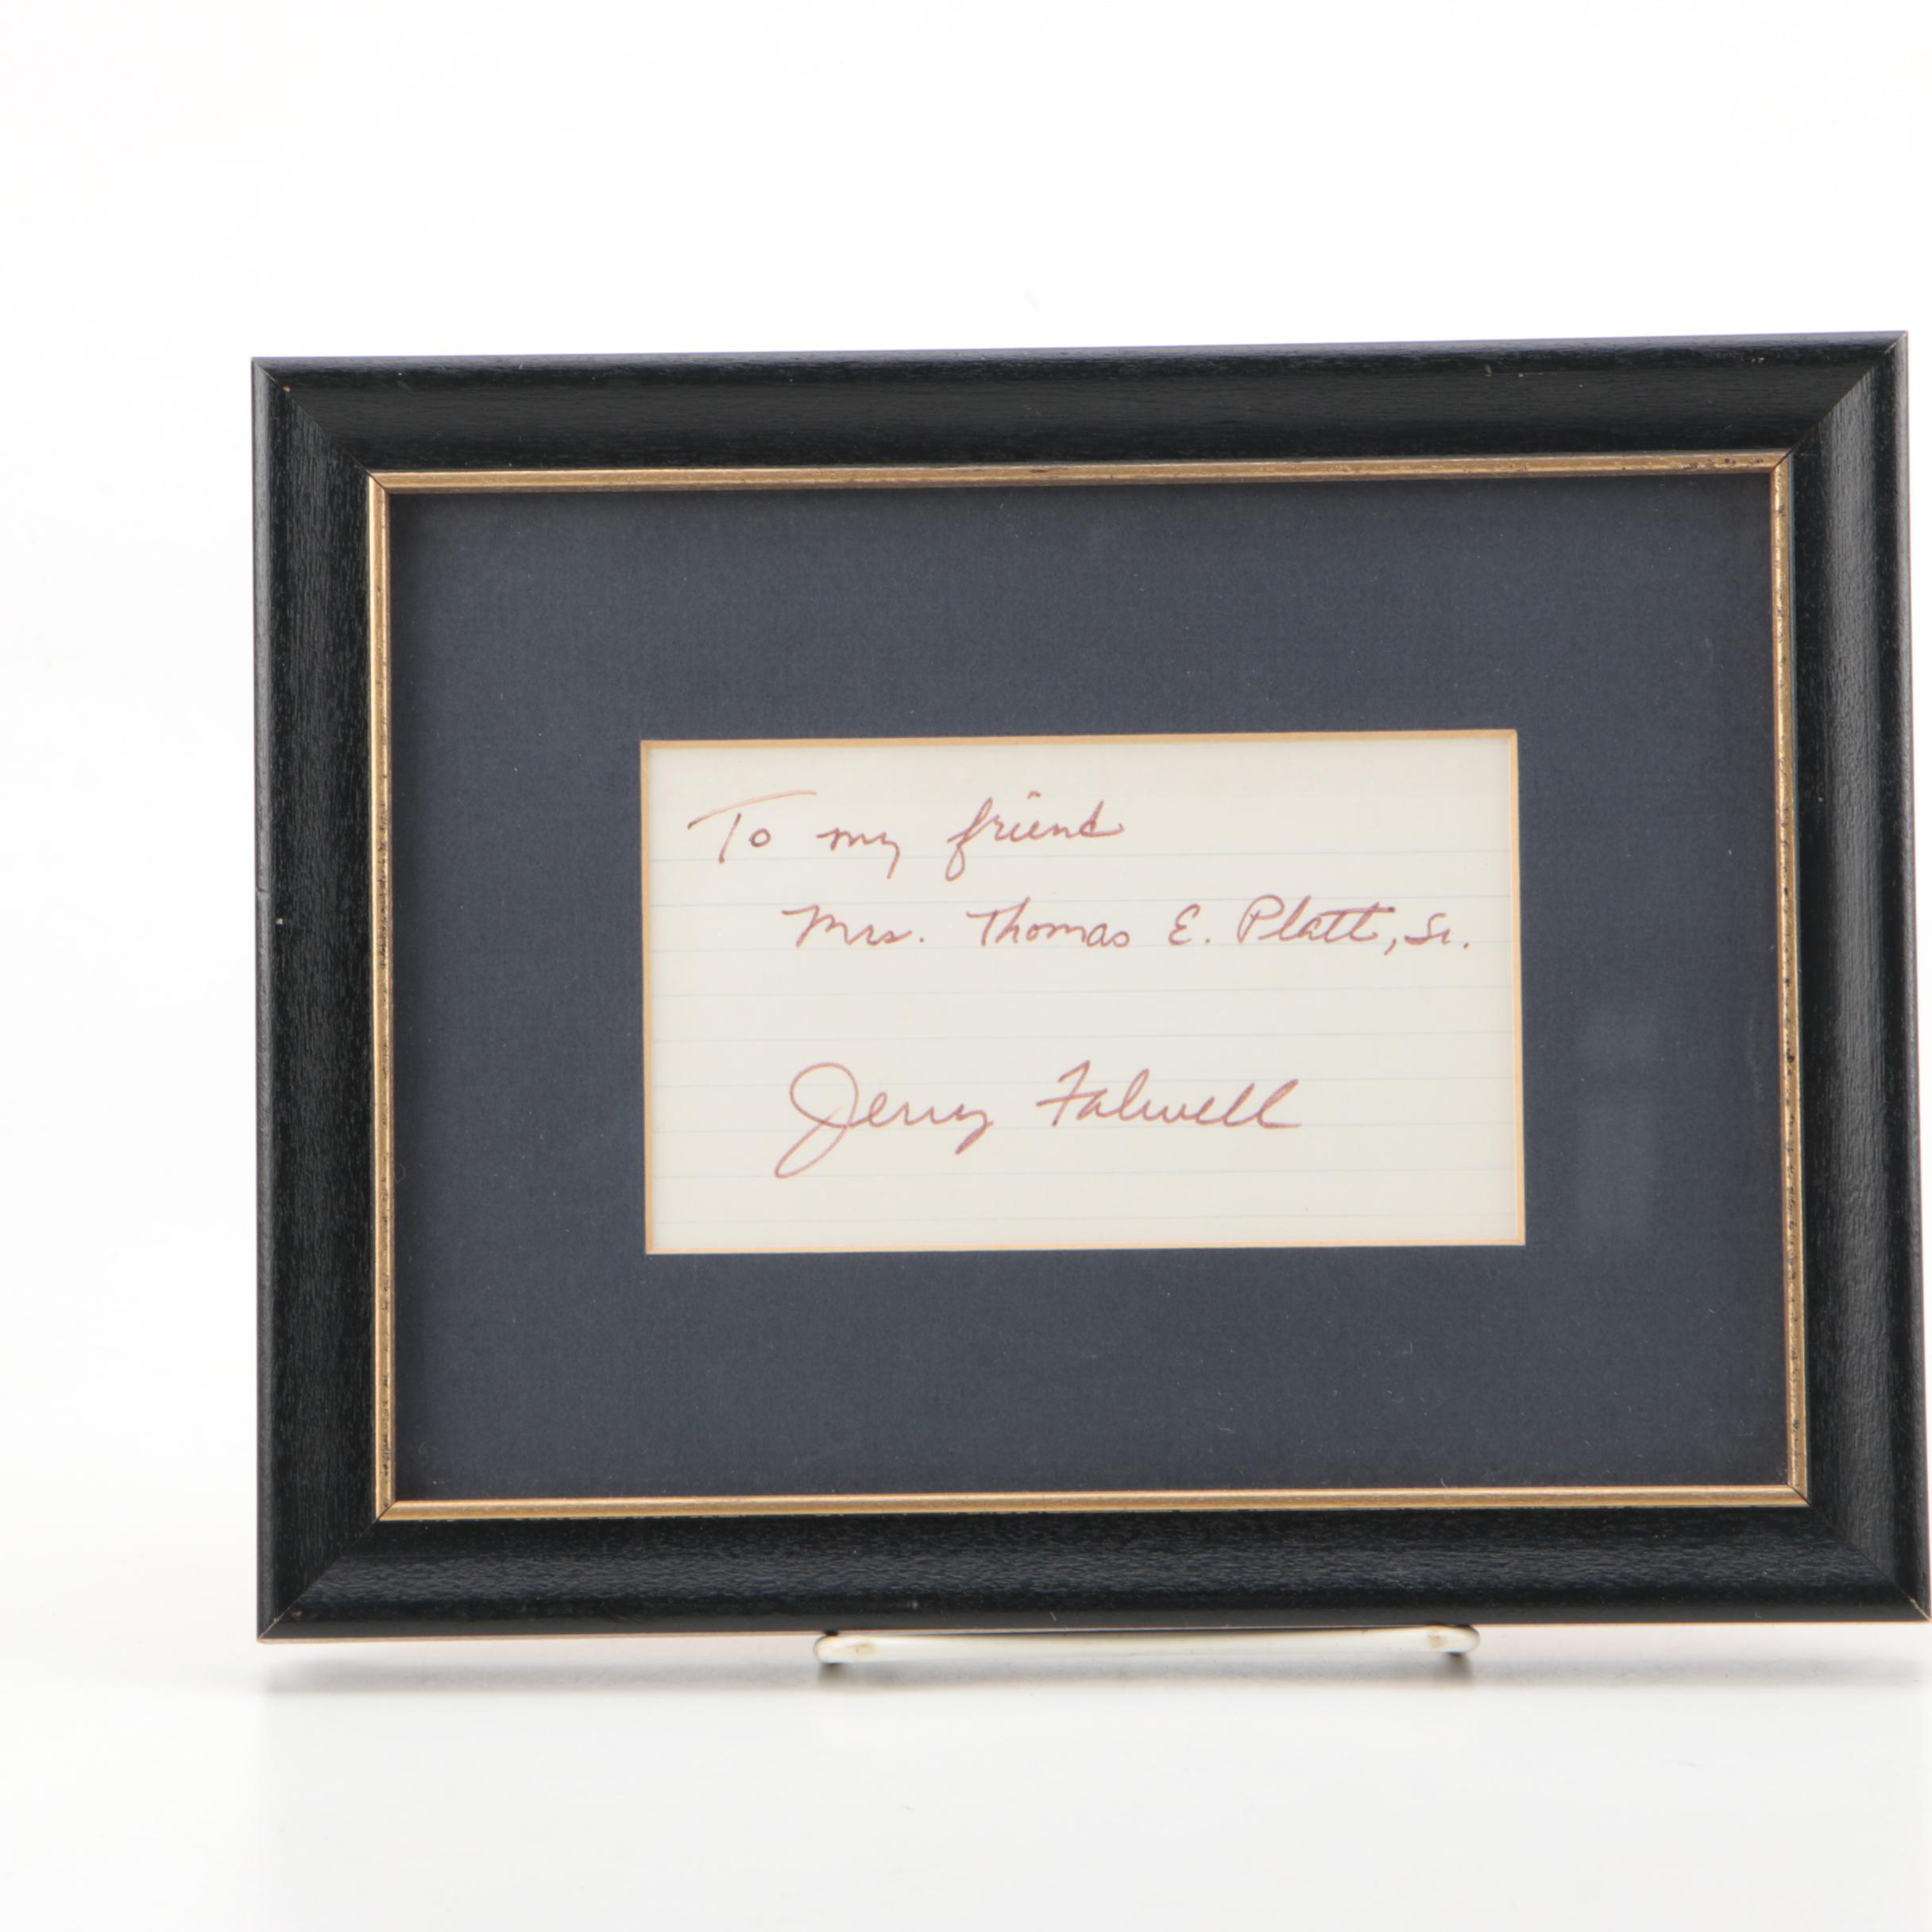 To my friend
Mrs. Thomas E. Platt, Sr.
Jerry Falwell